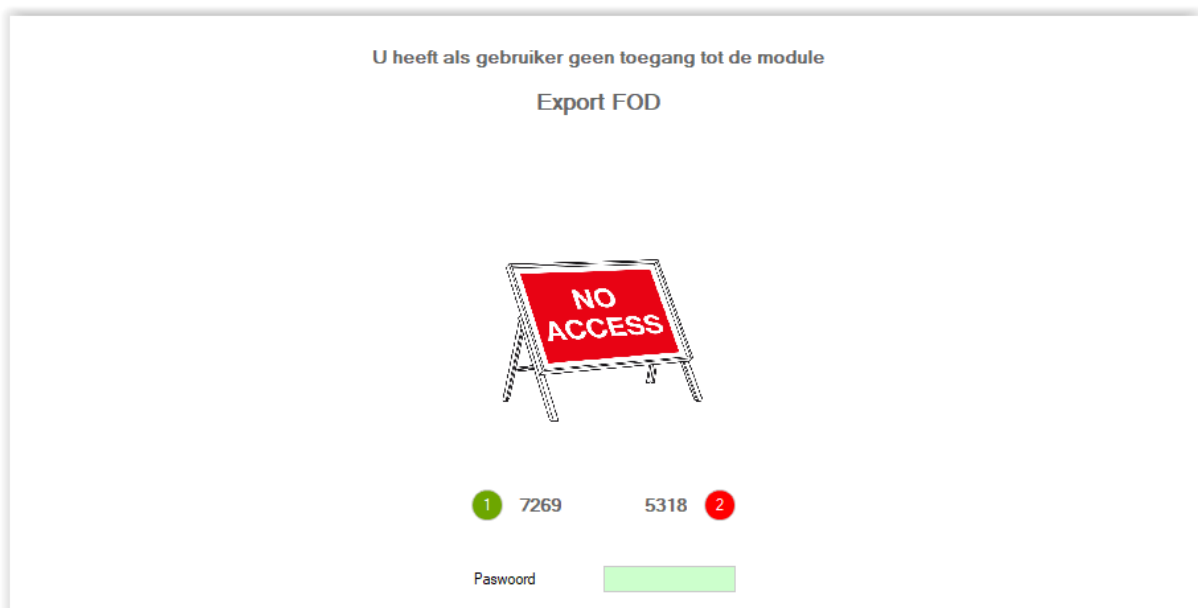 U heeft als gebruiker geen toegang tot de module
Export FOD
NO
ACCESS
1 7269 5318 2
Paswoord